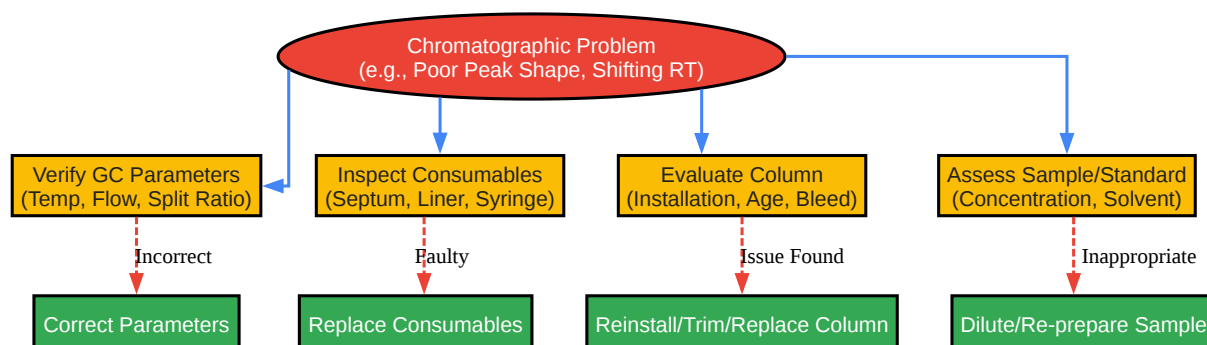 Chromatographic Problem
(e.g., Poor Peak Shape, Shifting RT)
Verify GC Parameters
(Temp, Flow, Split Ratio)
Inspect Consumables
(Septum, Liner, Syringe)
Evaluate Column
(Installation, Age, Bleed)
Assess Sample/Standard
(Concentration, Solvent)
Incorrect
Faulty
Issue Found
Inappropriate
Correct Parameters
Replace Consumables
Reinstall/Trim/Replace Column
Dilute/Re-prepare Sample